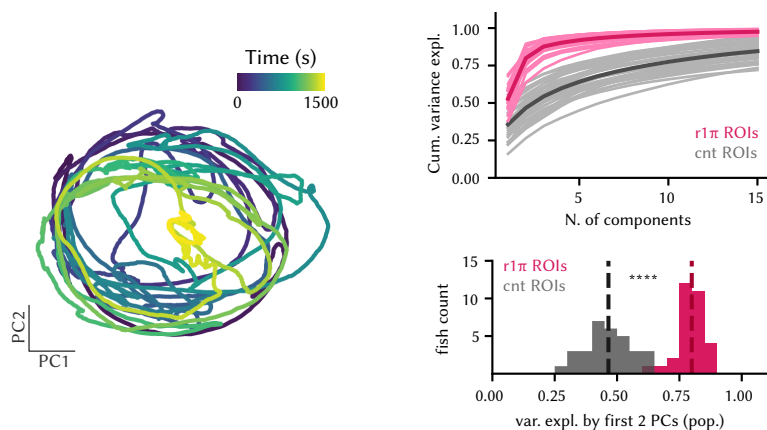 Time (s)
0 1500
PC2
PC1
Cum. variance expl.
1.00
0.75
0.50
0.25
0.00
r1π ROIs
cnt ROIs
5 10 15
N. of components
fish count
15
10
5
r1π ROIs
cnt ROIs
****
0.00 0.25 0.50 0.75 1.00
var. expl. by first 2 PCs (pop.)